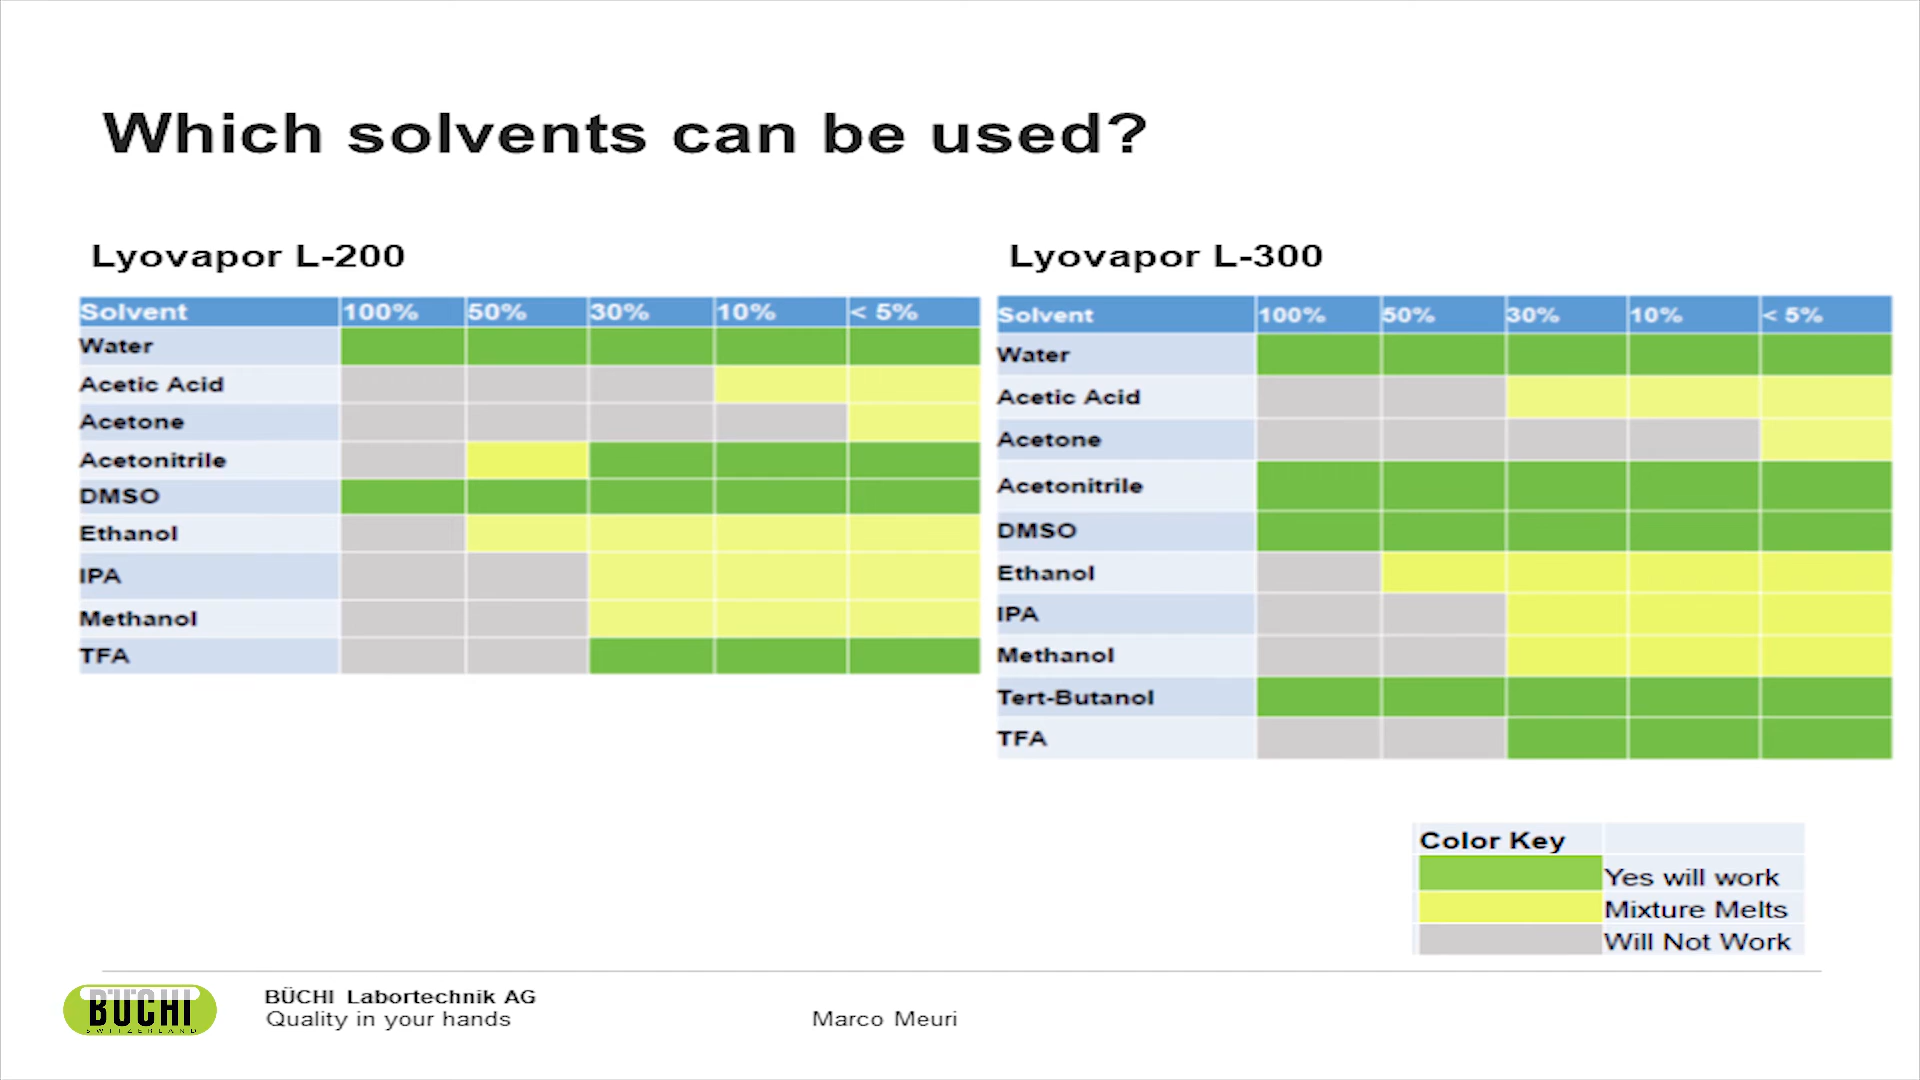 Which solvents can be used?
Lyovapor L-200
Solvent 100% 50% 30% 10% < 5%
Water
Acetic Acid
Acetone
Acetonitrile
DMSO
Ethanol
IPA
Methanol
TFA
Lyovapor L-300
Solvent 100% 50% 30% 10% < 5%
Water
Acetic Acid
Acetone
Acetonitrile
DMSO
Ethanol
IPA
Methanol
Tert-Butanol
TFA
Color Key
Yes will work
Mixture Melts
Will Not Work
BÜCHI
SWITZERLAND
BÜCHI Labortechnik AG
Quality in your hands
Marco Meuri